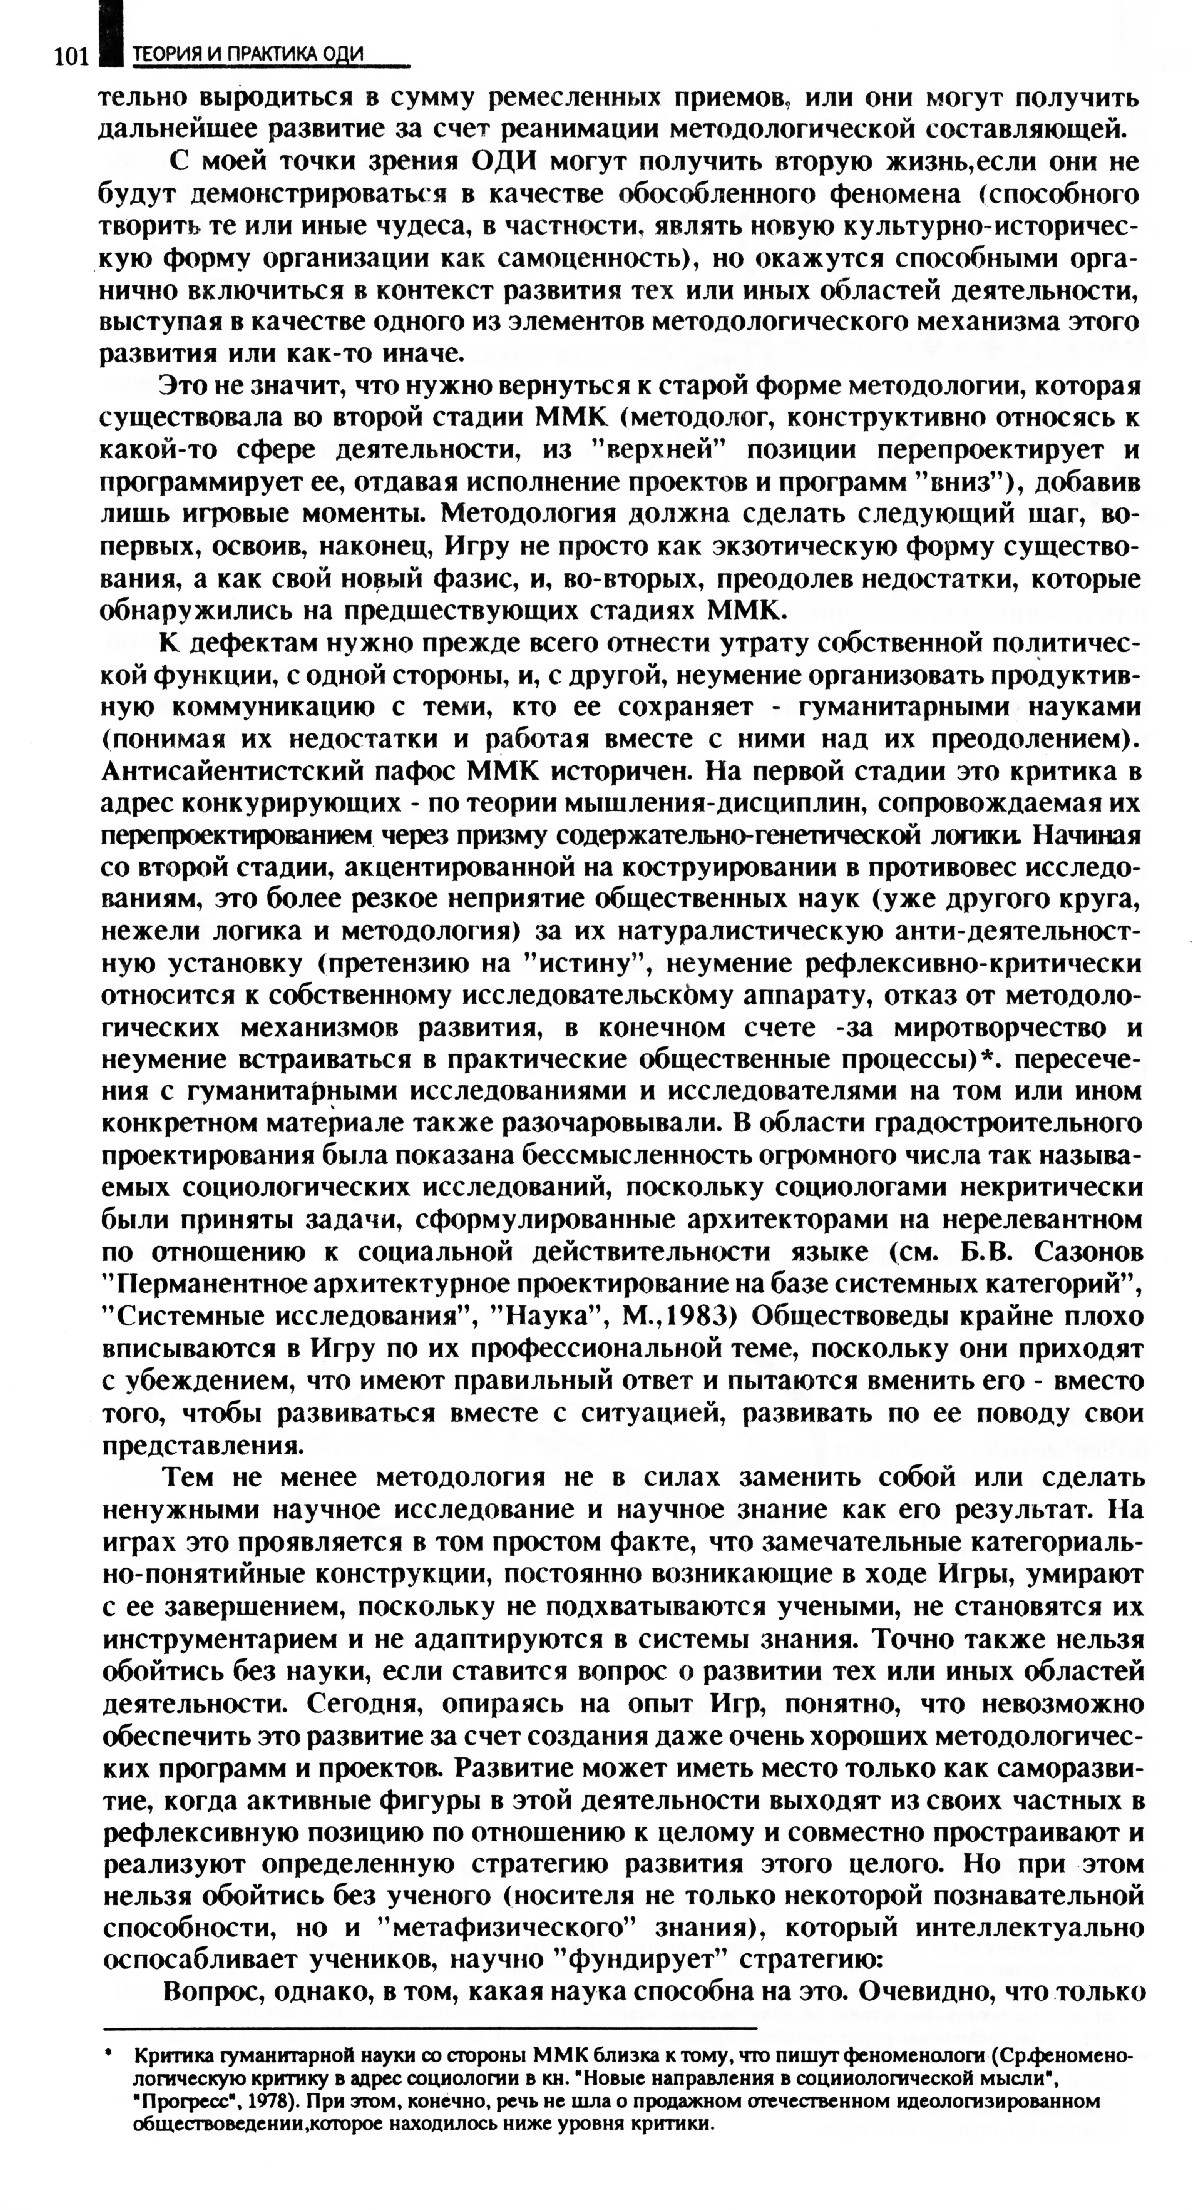 101 ТЕОРИЯ И ПРАКТИКА ОДИ
тельно выродиться в сумму ремесленных приемов, или они могут получить
дальнейшее развитие за счет реанимации методологической составляющей.
С моей точки зрения ОДИ могут получить вторую жизнь,если они не
будут демонстрироваться в качестве обособленного феномена (способного
творить те или иные чудеса, в частности, являть новую культурно-историчес-
кую форму организации как самоценность), но окажутся способными орга-
нично включиться в контекст развития тех или иных областей деятельности,
выступая в качестве одного из элементов методологического механизма этого
развития или как-то иначе.
Это не значит, что нужно вернуться к старой форме методологии, которая
существовала во второй стадии ММК (методолог, конструктивно относясь к
какой-то сфере деятельности, из "верхней" позиции перепроектирует и
программирует ее, отдавая исполнение проектов и программ "вниз"), добавив
лишь игровые моменты. Методология должна сделать следующий шаг, во-
первых, освоив, наконец, Игру не просто как экзотическую форму существо-
вания, а как свой новый фазис, и, во-вторых, преодолев недостатки, которые
обнаружились на предшествующих стадиях ММК.
К дефектам нужно прежде всего отнести утрату собственной политичес-
кой функции, с одной стороны, и, с другой, неумение организовать продуктив-
ную коммуникацию с теми, кто ее сохраняет - гуманитарными науками
(понимая их недостатки и работая вместе с ними над их преодолением).
Антисайентистский пафос ММК историчен. На первой стадии это критика в
адрес конкурирующих - по теории мышления-дисциплин, сопровождаемая их
перепроектированием через призму содержательно-генетической логики. Начиная
со второй стадии, акцентированной на коструировании в противовес исследо-
ваниям, это более резкое неприятие общественных наук (уже другого круга,
нежели логика и методология) за их натуралистическую анти-деятельност-
ную установку (претензию на "истину", неумение рефлексивно-критически
относится к собственному исследовательскому аппарату, отказ от методоло-
гических механизмов развития, в конечном счете -за миротворчество и
неумение встраиваться в практические общественные процессы)*. пересече-
ния с гуманитарными исследованиями и исследователями на том или ином
конкретном материале также разочаровывали. В области градостроительного
проектирования была показана бессмысленность огромного числа так называ-
емых социологических исследований, поскольку социологами некритически
были приняты задачи, сформулированные архитекторами на нерелевантном
по отношению к социальной действительности языке (см. Б.В. Сазонов
"Перманентное архитектурное проектирование на базе системных категорий",
"Системные исследования", "Наука", М.,1983) Обществоведы крайне плохо
вписываются в Игру по их профессиональной теме, поскольку они приходят
с убеждением, что имеют правильный ответ и пытаются вменить его - вместо
того, чтобы развиваться вместе с ситуацией, развивать по ее поводу свои
представления.
Тем не менее методология не в силах заменить собой или сделать
ненужными научное исследование и научное знание как его результат. На
играх это проявляется в том простом факте, что замечательные категориаль-
но-понятийные конструкции, постоянно возникающие в ходе Игры, умирают
с ее завершением, поскольку не подхватываются учеными, не становятся их
инструментарием и не адаптируются в системы знания. Точно также нельзя
обойтись без науки, если ставится вопрос о развитии тех или иных областей
деятельности. Сегодня, опираясь на опыт Игр, понятно, что невозможно
обеспечить это развитие за счет создания даже очень хороших методологичес-
ких программ и проектов. Развитие может иметь место только как саморазви-
тие, когда активные фигуры в этой деятельности выходят из своих частных в
рефлексивную позицию по отношению к целому и совместно простраивают и
реализуют определенную стратегию развития этого целого. Но при этом
нельзя обойтись без ученого (носителя не только некоторой познавательной
способности, но и "метафизического" знания), который интеллектуально
оспосабливает учеников, научно "фундирует" стратегию:
Вопрос, однако, в том, какая наука способна на это. Очевидно, что только
* Критика гуманитарной науки со стороны ММК близка к тому, что пишут феноменологи (Ср.феномено-
логическую критику в адрес социологии в кн. "Новые направления в социиологической мысли",
"Прогресс", 1978). При этом, конечно, речь не шла о продажном отечественном идеологизированном
обществоведении,которое находилось ниже уровня критики.